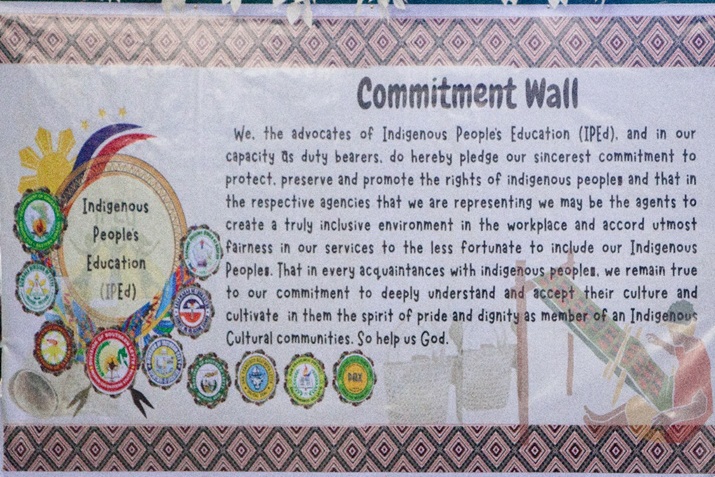 Commitment Wall
We, the advocates of Indigenous People's Education (IPEd), and in our
capacity as duty bearers, do hereby pledge our sincerest commitment to
protect, preserve and promote the rights of indigenous peoples and that in
the respective agencies that we are representing we may be the agents to
create a truly inclusive environment in the workplace and accord utmost
fairness in our services to the less fortunate to include our Indigenous
Peoples. That in every acquaintances with indigenous peoples, we remain true
to our commitment to deeply understand and accept their culture and
cultivate in them the spirit of pride and dignity as member of an Indigenous
Cultural communities. So help us God.
Indigenous
People's
Education
(IPEd)